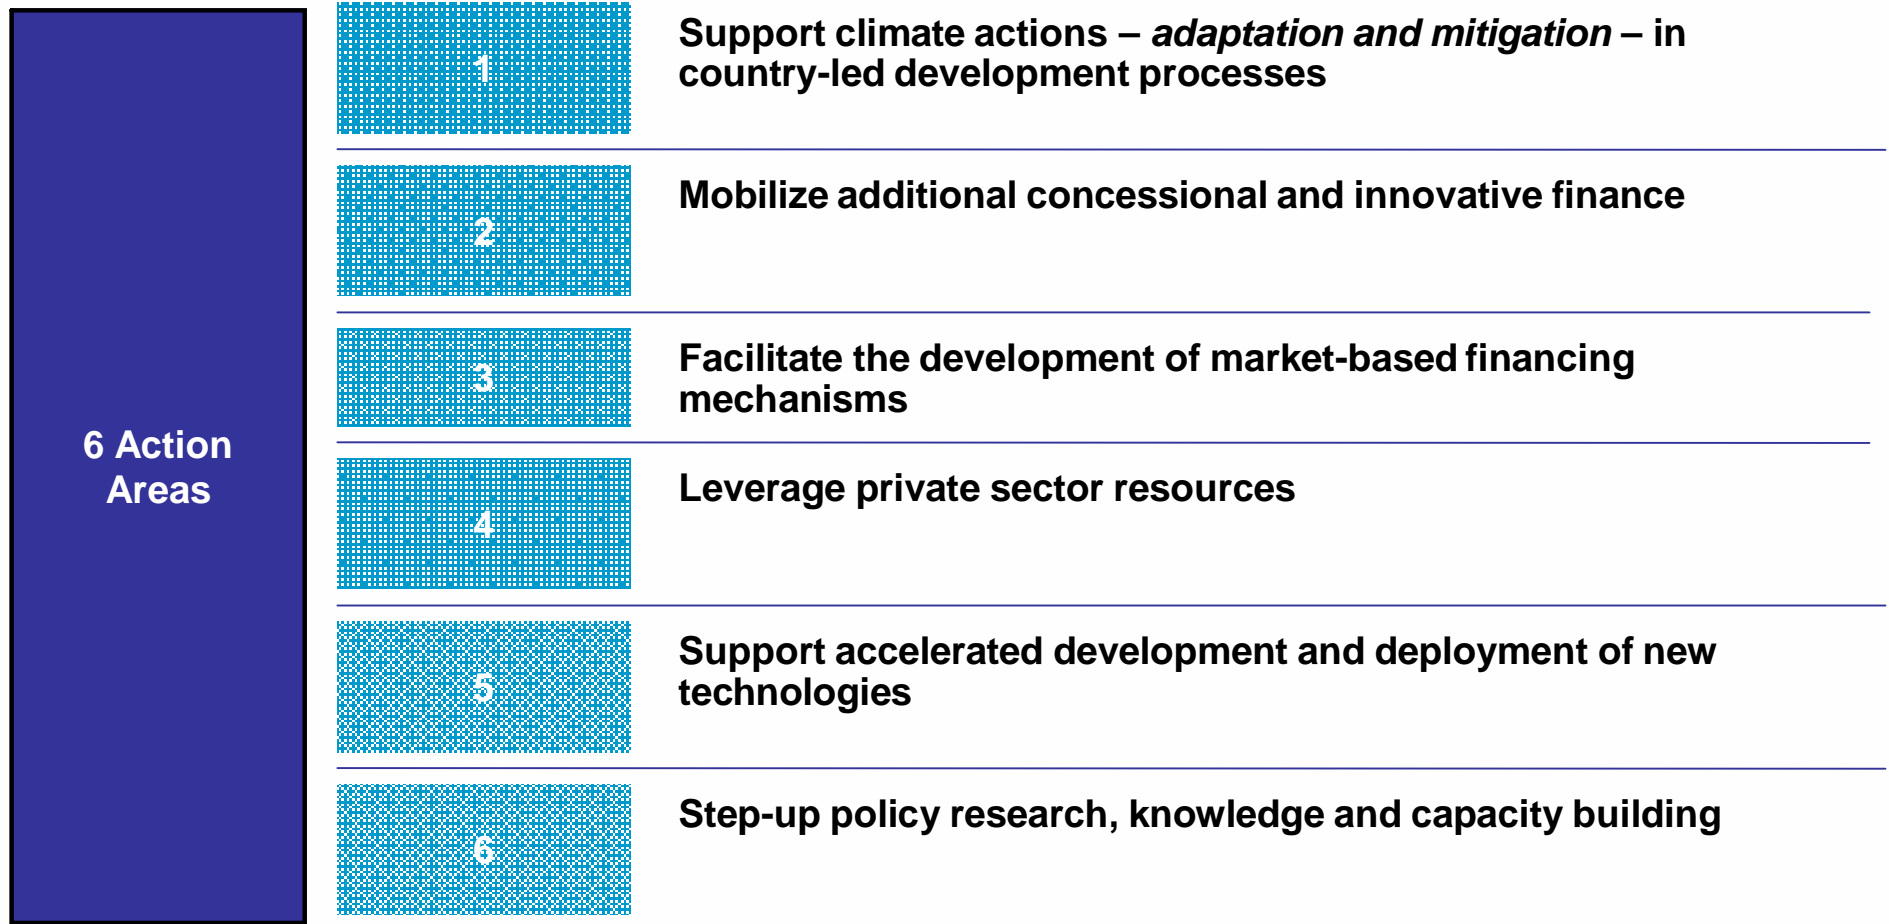 6 Action
Areas
1
Support climate actions – adaptation and mitigation – in
country-led development processes
2
Mobilize additional concessional and innovative finance
3
Facilitate the development of market-based financing
mechanisms
4
Leverage private sector resources
5
Support accelerated development and deployment of new
technologies
6
Step-up policy research, knowledge and capacity building